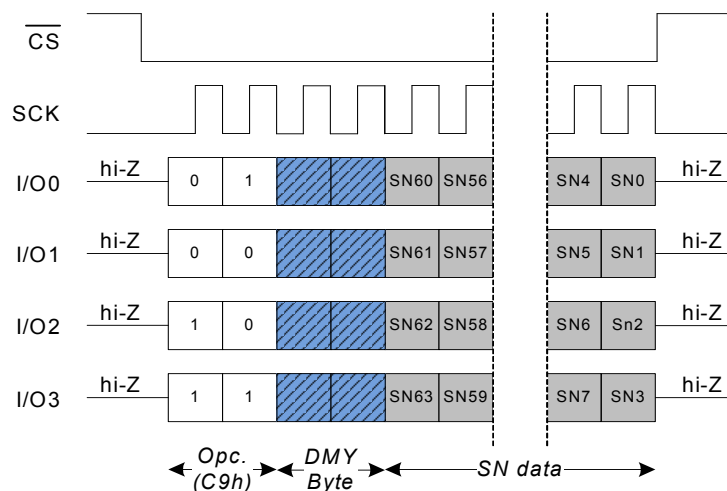 CS
SCK
I/O0 hi-Z 0 1 SN60 SN56 SN4 SN0 hi-Z
I/O1 hi-Z 0 0 SN61 SN57 SN5 SN1 hi-Z
I/O2 hi-Z 1 0 SN62 SN58 SN6 Sn2 hi-Z
I/O3 hi-Z 1 1 SN63 SN59 SN7 SN3 hi-Z
Opc. DMY SN data
(C9h) Byte